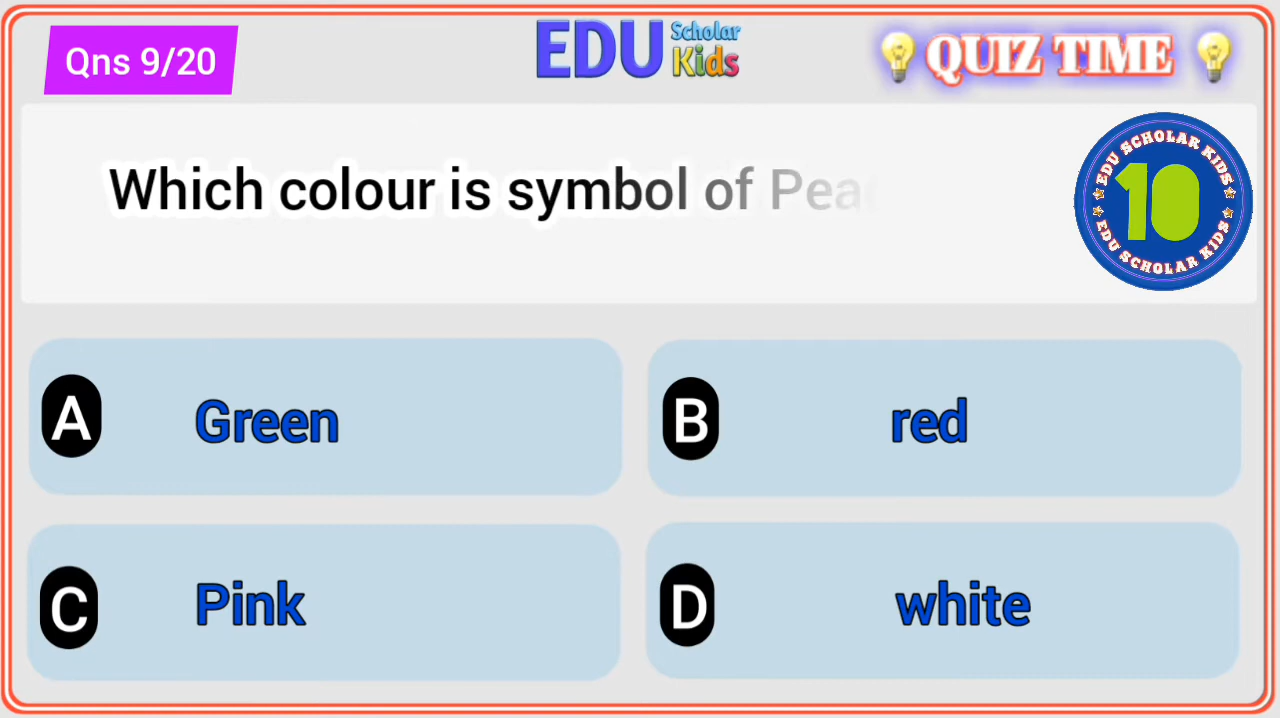 Qns 9/20
EDU Scholar Kids
QUIZ TIME
Which colour is symbol of
EDU SCHOLAR KIDS
10
EDU SCHOLAR KIDS
A Green
B red
C Pink
D white